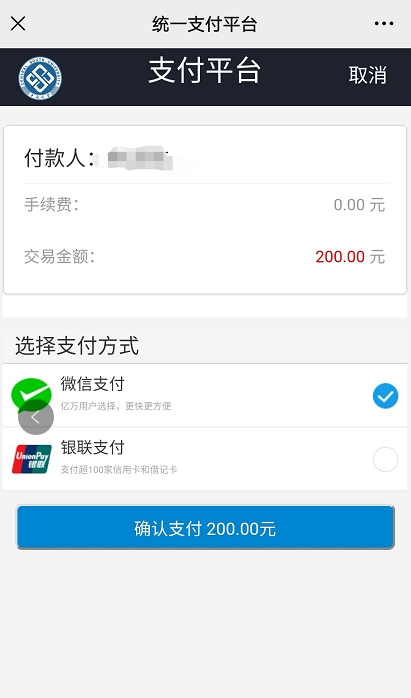 统一支付平台
支付平台
取消
付款人：
手续费：
0.00 元
交易金额：
200.00 元
选择支付方式
微信支付
亿万用户选择，更快更方便
银联支付
支付超100家信用卡和借记卡
UnionPay
银联
确认支付 200.00元